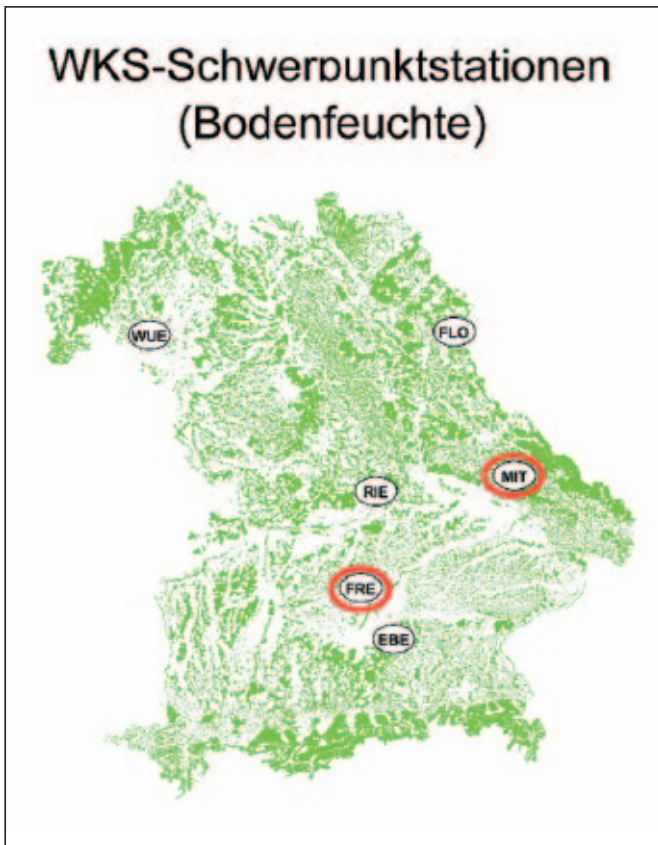 WKS-Schwerpunktstationen
(Bodenfeuchte)
WUE
FLO
MIT
RIE
FRE
EBE